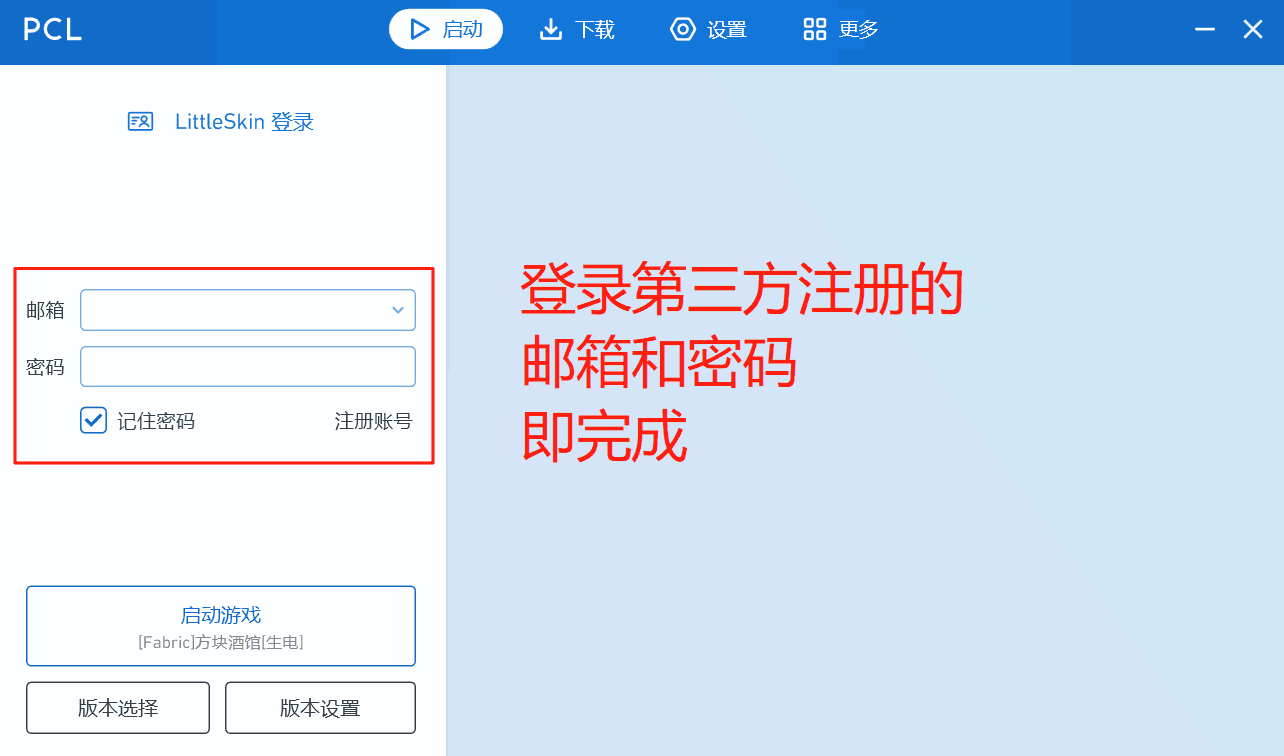 PCL
启动
下载
设置
更多
LittleSkin 登录
邮箱
密码
记住密码
注册账号
登录第三方注册的
邮箱和密码
即完成
启动游戏
[Fabric]方块酒馆[生电]
版本选择
版本设置